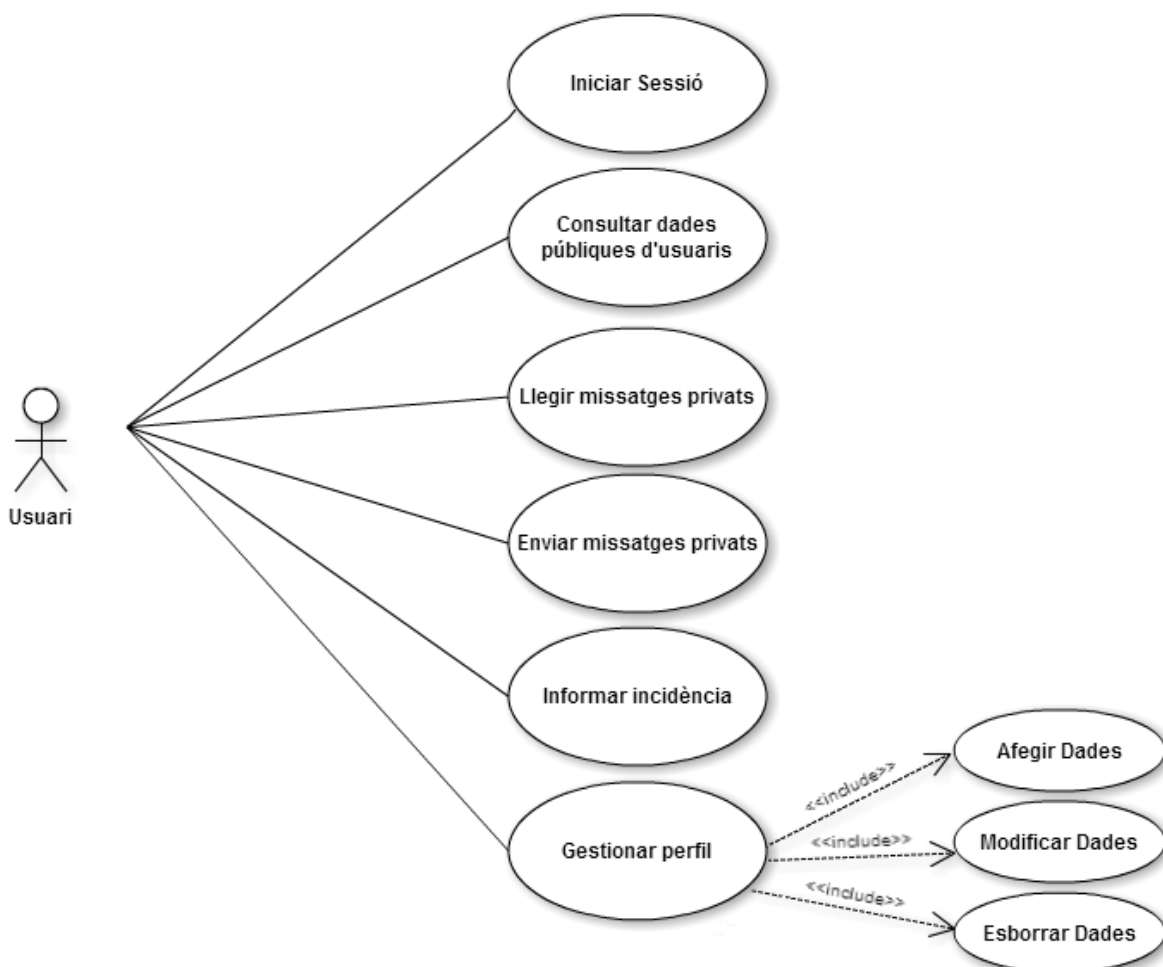 Iniciar Sessió
Consultar dades
públiques d'usuaris
Llegir missatges privats
Usuari
Enviar missatges privats
Informar incidència
Afegir Dades
<<include>>
Modificar Dades
<<include>>
Gestionar perfil
<<include>>
Esborrar Dades